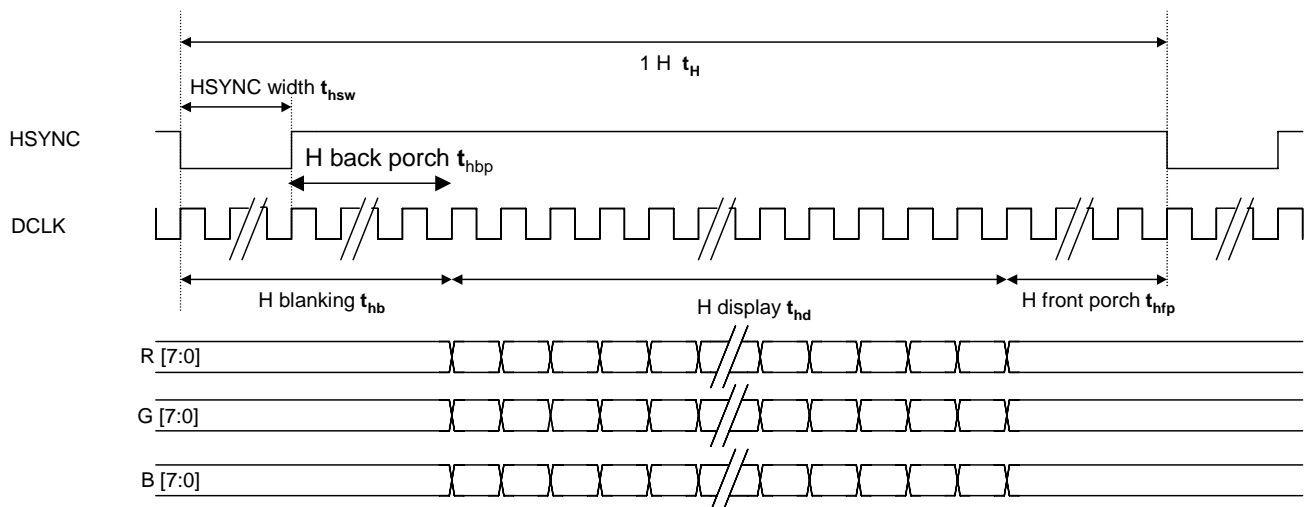 1 H t_H
HSYNC width t_hsw
HSYNC
H back porch t_hbp
DCLK
H blanking t_hb
H display t_hd
H front porch t_hfp
R [7:0]
G [7:0]
B [7:0]